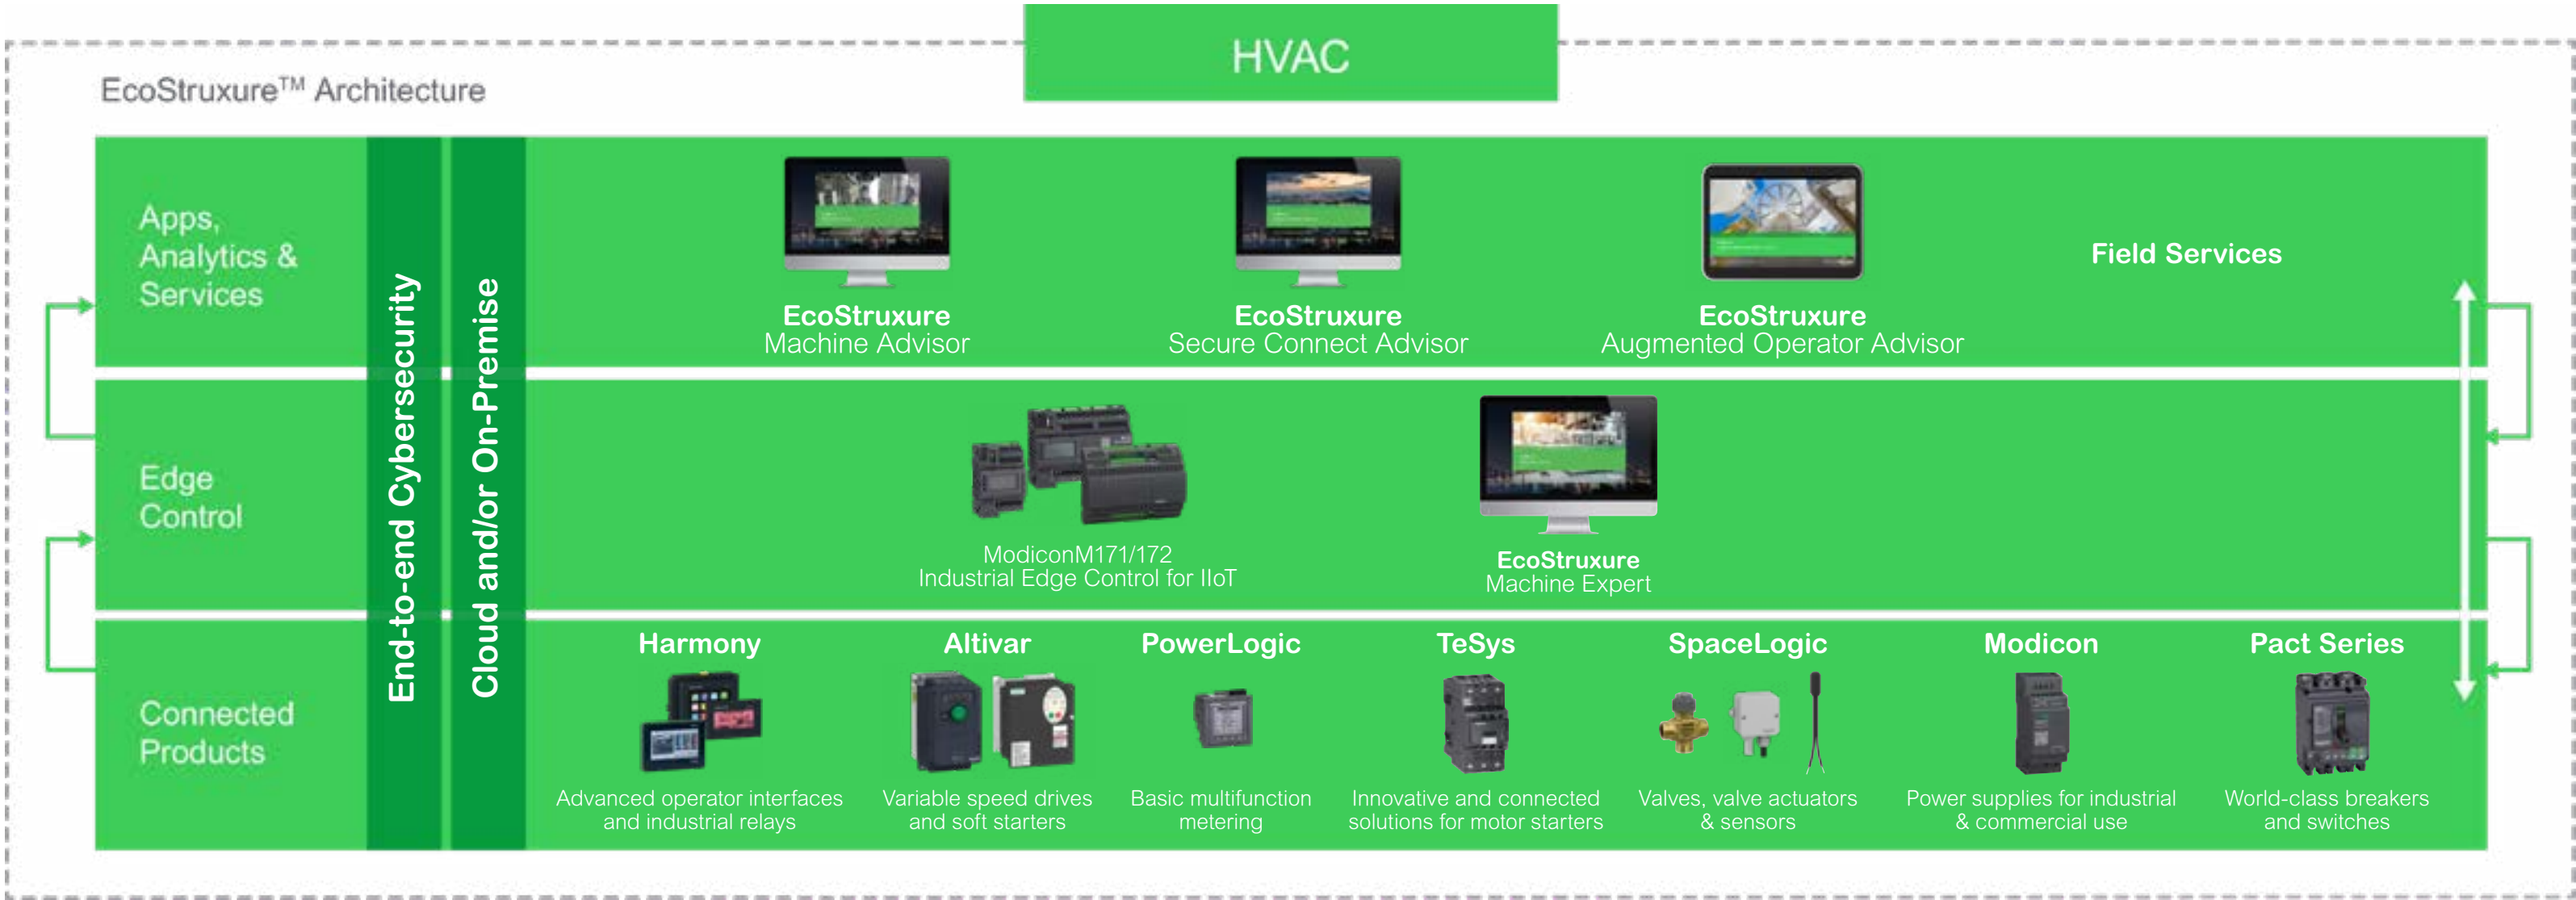 HVAC
EcoStruxure™ Architecture
Apps,
Analytics &
Services
End-to-end Cybersecurity
Cloud and/or On-Premise
EcoStruxure
Machine Advisor
EcoStruxure
Secure Connect Advisor
EcoStruxure
Augmented Operator Advisor
Field Services
Edge
Control
ModiconM171/172
Industrial Edge Control for IIoT
EcoStruxure
Machine Expert
Connected
Products
Harmony
Advanced operator interfaces
and industrial relays
Altivar
Variable speed drives
and soft starters
PowerLogic
Basic multifunction
metering
TeSys
Innovative and connected
solutions for motor starters
SpaceLogic
Valves, valve actuators
& sensors
Modicon
Power supplies for industrial
& commercial use
Pact Series
World-class breakers
and switches